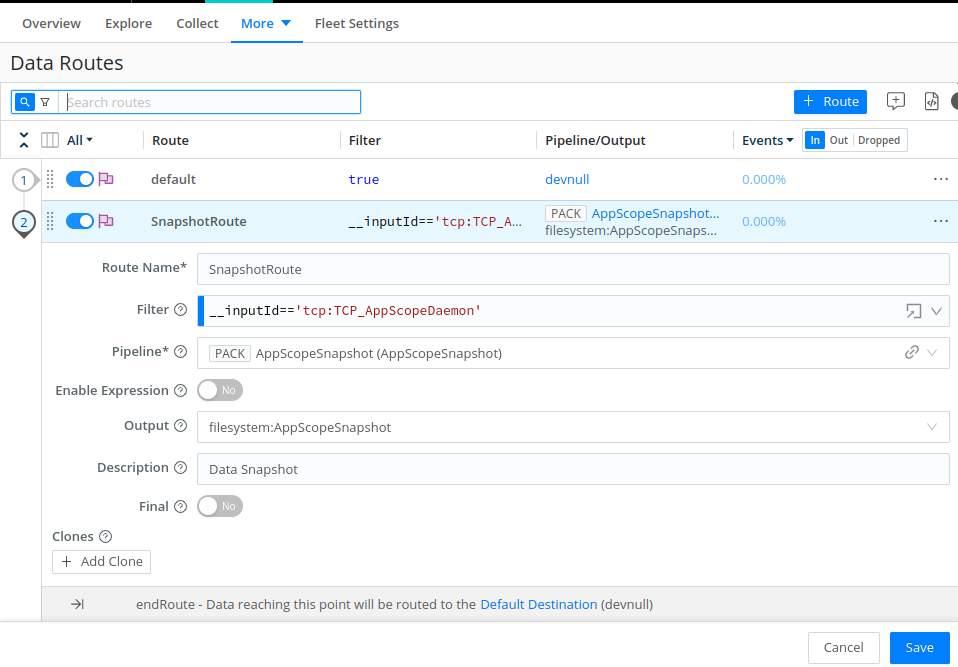 Overview Explore Collect More Fleet Settings
Data Routes
Search routes + Route
All Route Filter Pipeline/Output Events In Out Dropped
1 default true devnull 0.000% ...
2 SnapshotRoute __inputId=='tcp:TCP_A... PACK AppScopeSnapshot... 0.000% ...
filesystem:AppScopeSnaps...
Route Name* SnapshotRoute
Filter ? __inputId=='tcp:TCP_AppScopeDaemon'
Pipeline* ? PACK AppScopeSnapshot (AppScopeSnapshot)
Enable Expression ? No
Output ? filesystem:AppScopeSnapshot
Description ? Data Snapshot
Final ? No
Clones ?
+ Add Clone
endRoute - Data reaching this point will be routed to the Default Destination (devnull)
Cancel Save